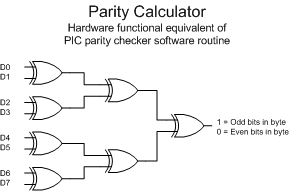 Parity Calculator
Hardware functional equivalent of
PIC parity checker software routine
D0
D1
D2
D3
1 = Odd bits in byte
0 = Even bits in byte
D4
D5
D6
D7